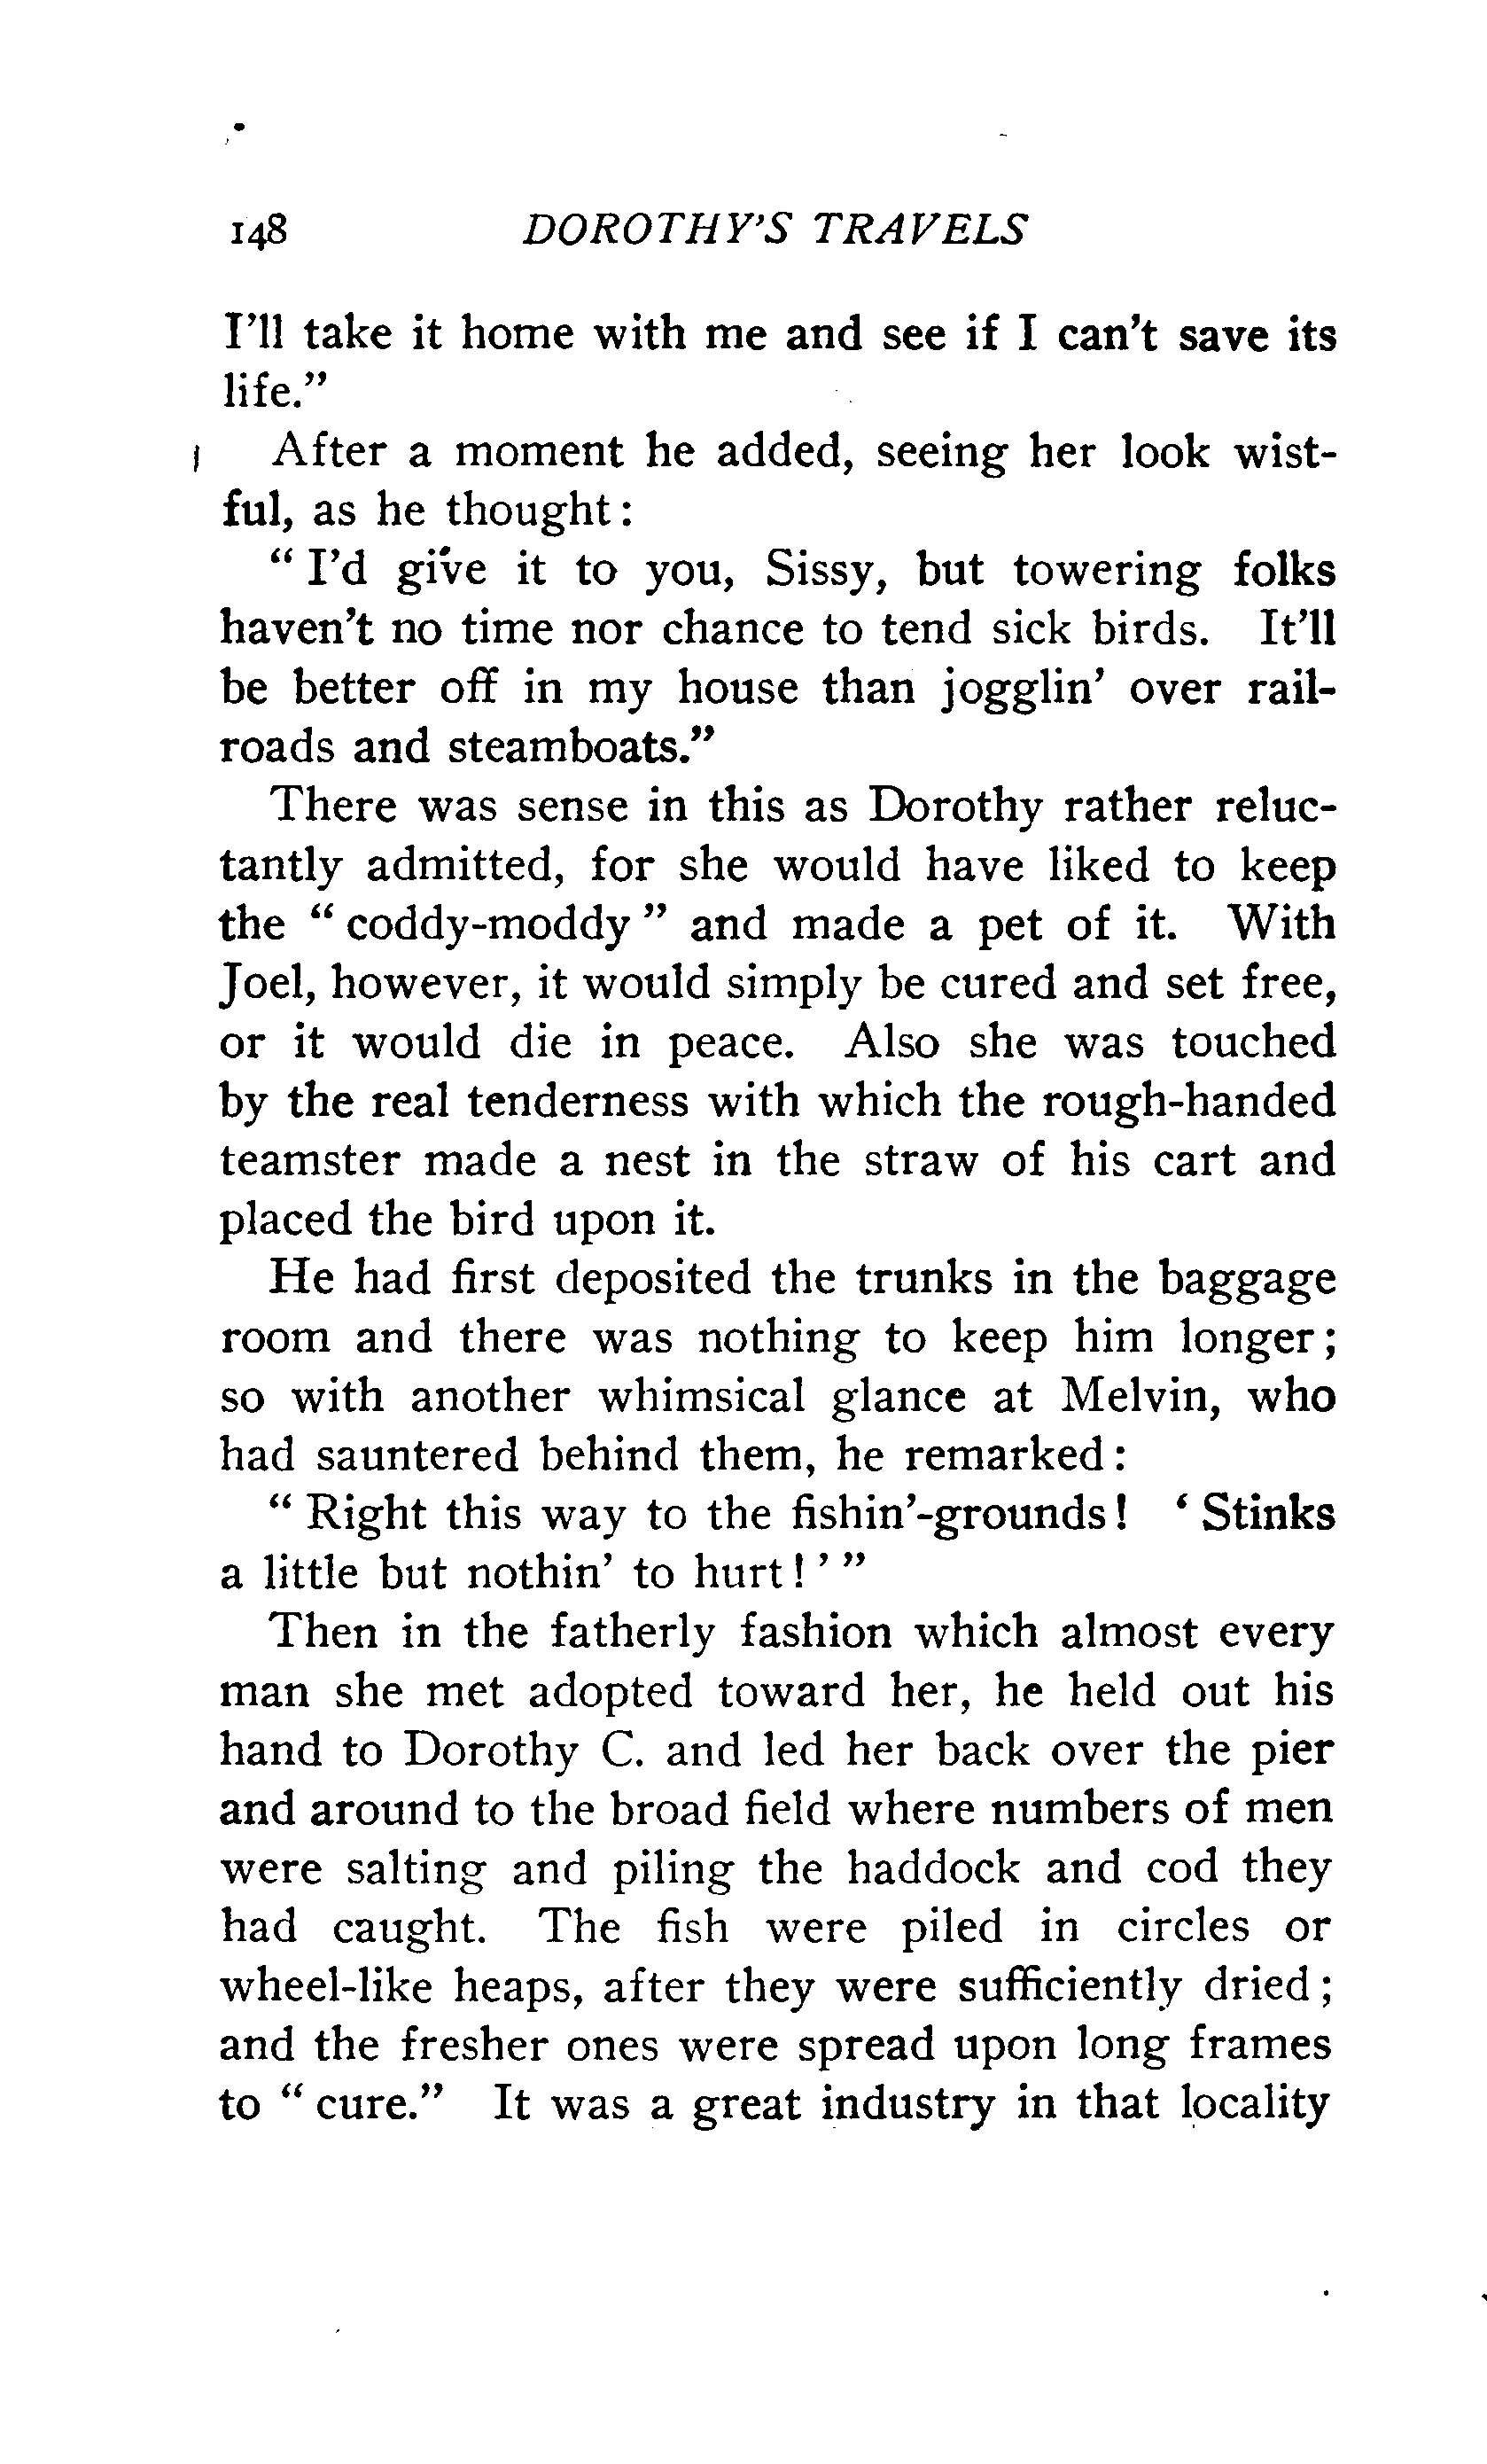 148 DOROTHY'S TRAVELS
I'll take it home with me and see if I can't save its
life."
After a moment he added, seeing her look wist-
ful, as he thought:
"I'd give it to you, Sissy, but towering folks
haven't no time nor chance to tend sick birds. It'll
be better off in my house than jogglin' over rail-
roads and steamboats."
There was sense in this as Dorothy rather reluc-
tantly admitted, for she would have liked to keep
the "coddy-moddy" and made a pet of it. With
Joel, however, it would simply be cured and set free,
or it would die in peace. Also she was touched
by the real tenderness with which the rough-handed
teamster made a nest in the straw of his cart and
placed the bird upon it.
He had first deposited the trunks in the baggage
room and there was nothing to keep him longer;
so with another whimsical glance at Melvin, who
had sauntered behind them, he remarked:
"Right this way to the fishin'-grounds! 'Stinks
a little but nothin' to hurt!'"
Then in the fatherly fashion which almost every
man she met adopted toward her, he held out his
hand to Dorothy C. and led her back over the pier
and around to the broad field where numbers of men
were salting and piling the haddock and cod they
had caught. The fish were piled in circles or
wheel-like heaps, after they were sufficiently dried;
and the fresher ones were spread upon long frames
to "cure." It was a great industry in that locality